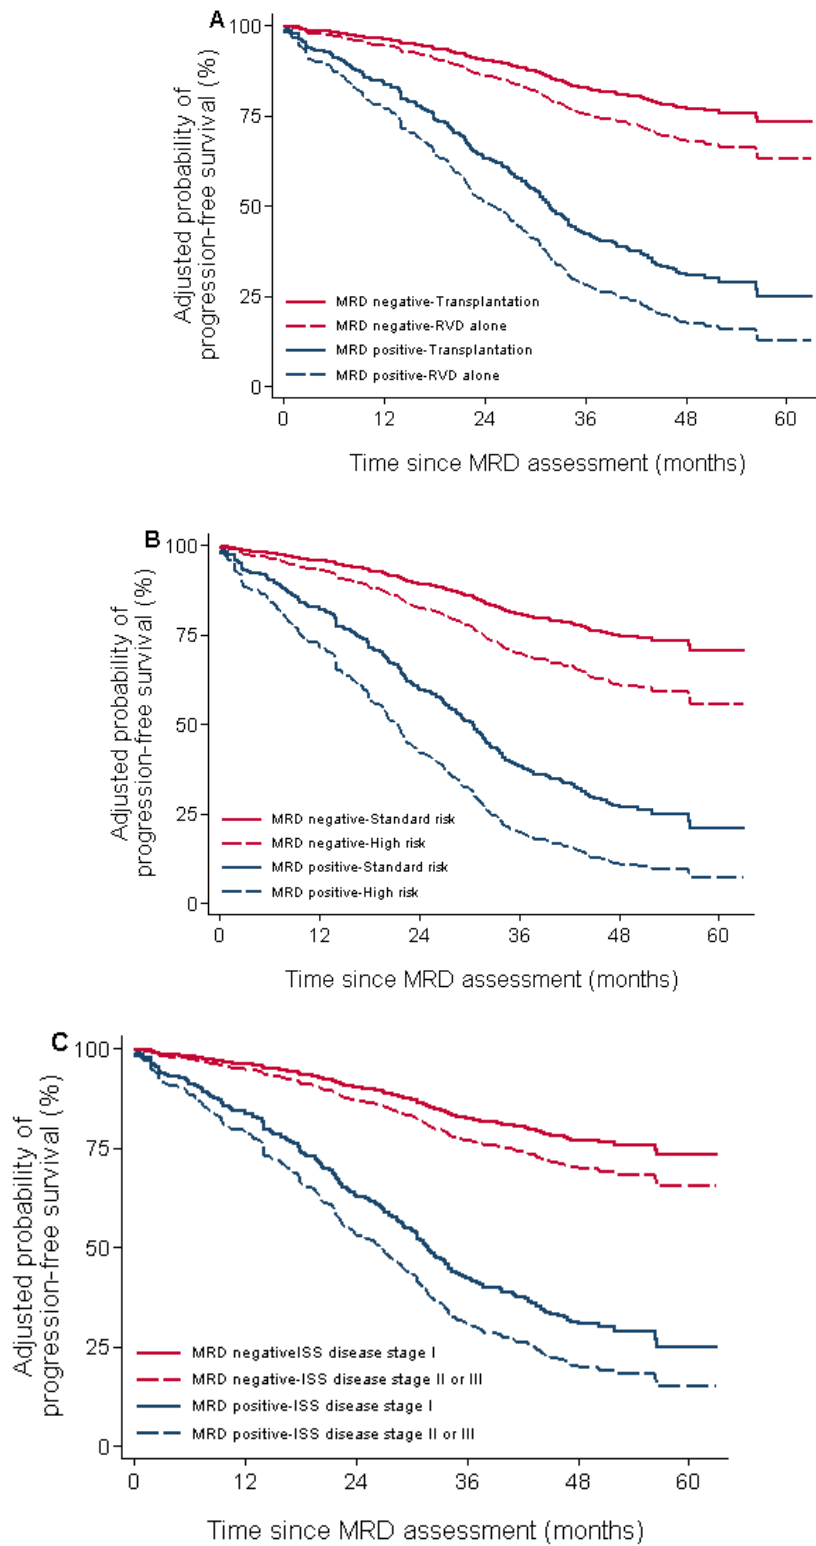 A
100
75
50
25
0
Adjusted probability of
progression-free survival (%)
MRD negative-Transplantation
MRD negative-RVD alone
MRD positive-Transplantation
MRD positive-RVD alone
0 12 24 36 48 60
Time since MRD assessment (months)
B
100
75
50
25
0
Adjusted probability of
progression-free survival (%)
MRD negative-Standard risk
MRD negative-High risk
MRD positive-Standard risk
MRD positive-High risk
0 12 24 36 48 60
Time since MRD assessment (months)
C
100
75
50
25
0
Adjusted probability of
progression-free survival (%)
MRD negativeISS disease stage I
MRD negative-ISS disease stage II or III
MRD positive-ISS disease stage I
MRD positive-ISS disease stage II or III
0 12 24 36 48 60
Time since MRD assessment (months)